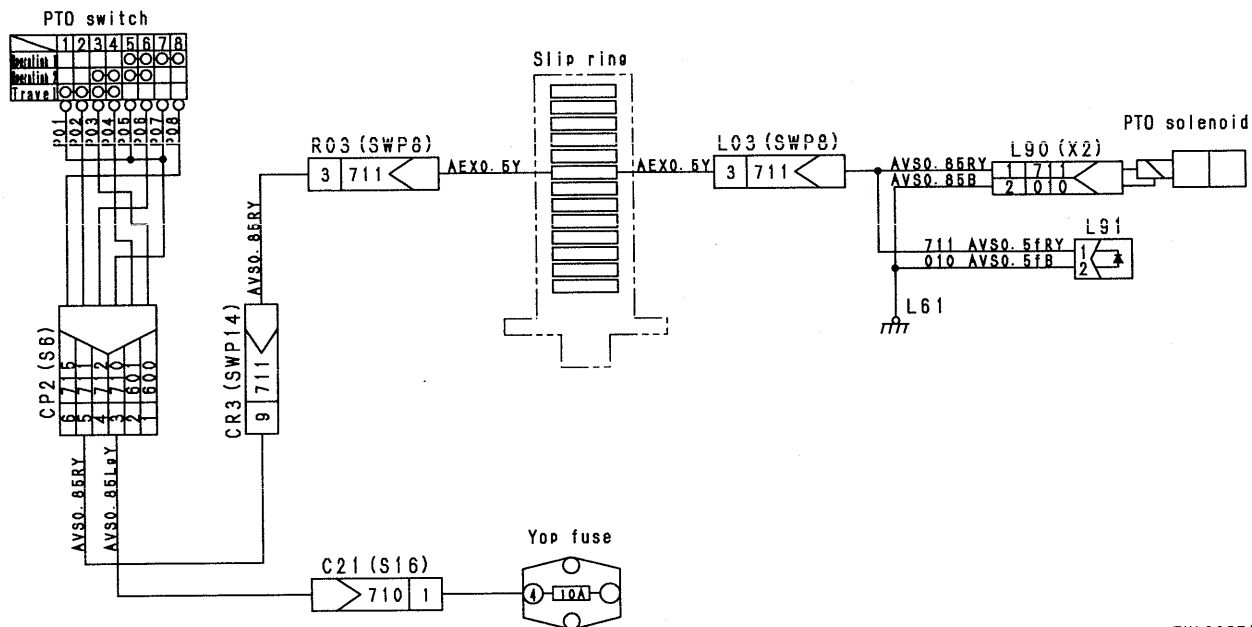 PTO switch
1 2 3 4 5 6 7 8
Operation 1
Operation 2
Travel
P01 P02 P03 P04 P05 P06 P07 P08
Slip ring
R03 (SWP8)
3 711
AEX0.5Y
AEX0.5Y
L03 (SWP8)
3 711
PTO solenoid
L90 (X2)
AVS0.85RY
1 711
AVS0.85B
2 010
L91
711 AVS0.5fRY
1
010 AVS0.5fB
2
L61
AVS0.85RY
CR3 (SWP14)
9 711
CP2 (S6)
6 715
5 711
4 712
3 710
2 601
1 600
AVS0.85RY
AVS0.85LgY
C21 (S16)
710 1
Yop fuse
4 10A